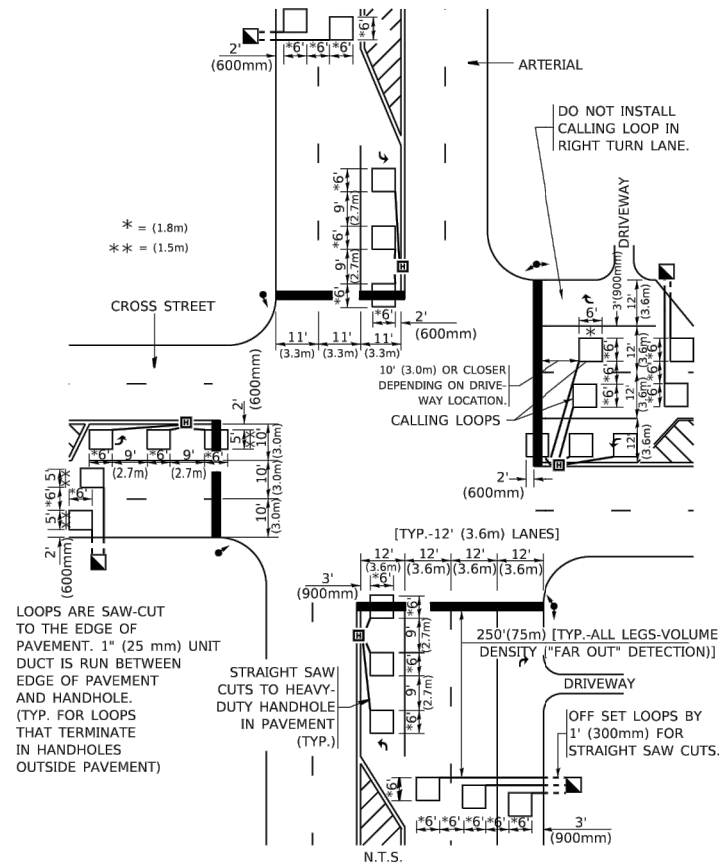 *6'
2'
(600mm)
*6' *6' *6'
ARTERIAL
DO NOT INSTALL
CALLING LOOP IN
RIGHT TURN LANE.
DRIVEWAY
* = (1.8m)
** = (1.5m)
*6'
9'
(2.7m)
*6'
9'
(2.7m)
*6'
H
*6'
2'
(600mm)
11' 11' 11'
(3.3m) (3.3m) (3.3m)
CROSS STREET
3'(900mm)
12'
(3.6m)
6'
*
*6'
*6'
*6'
12'
(3.6m)
12'
(3.6m)
12'
(3.6m)
*6'
*6'
*6'
10' (3.0m) OR CLOSER
DEPENDING ON DRIVE-
WAY LOCATION.
CALLING LOOPS
H
2'
(600mm)
2'
(600mm)
H
5'
**
10'
(3.0m)
10'
(3.0m)
10'
(3.0m)
*6' 9' *6' 9' *6'
(2.7m) (2.7m)
5'
**
*6'
*6'
5'
**
2'
(600mm)
[TYP.-12' (3.6m) LANES]
12' 12' 12' 12'
(3.6m) (3.6m) (3.6m) (3.6m)
*6'
3'
(900mm)
H
*6'
9'
(2.7m)
*6'
9'
(2.7m)
*6'
250'(75m) [TYP.-ALL LEGS-VOLUME
DENSITY ("FAR OUT" DETECTION)]
DRIVEWAY
LOOPS ARE SAW-CUT
TO THE EDGE OF
PAVEMENT. 1" (25 mm) UNIT
DUCT IS RUN BETWEEN
EDGE OF PAVEMENT
AND HANDHOLE.
(TYP. FOR LOOPS
THAT TERMINATE
IN HANDHOLES
OUTSIDE PAVEMENT)
STRAIGHT SAW
CUTS TO HEAVY-
DUTY HANDHOLE
IN PAVEMENT
(TYP.)
OFF SET LOOPS BY
1' (300mm) FOR
STRAIGHT SAW CUTS.
*6'
*6' *6' *6' *6' *6'
3'
(900mm)
N.T.S.